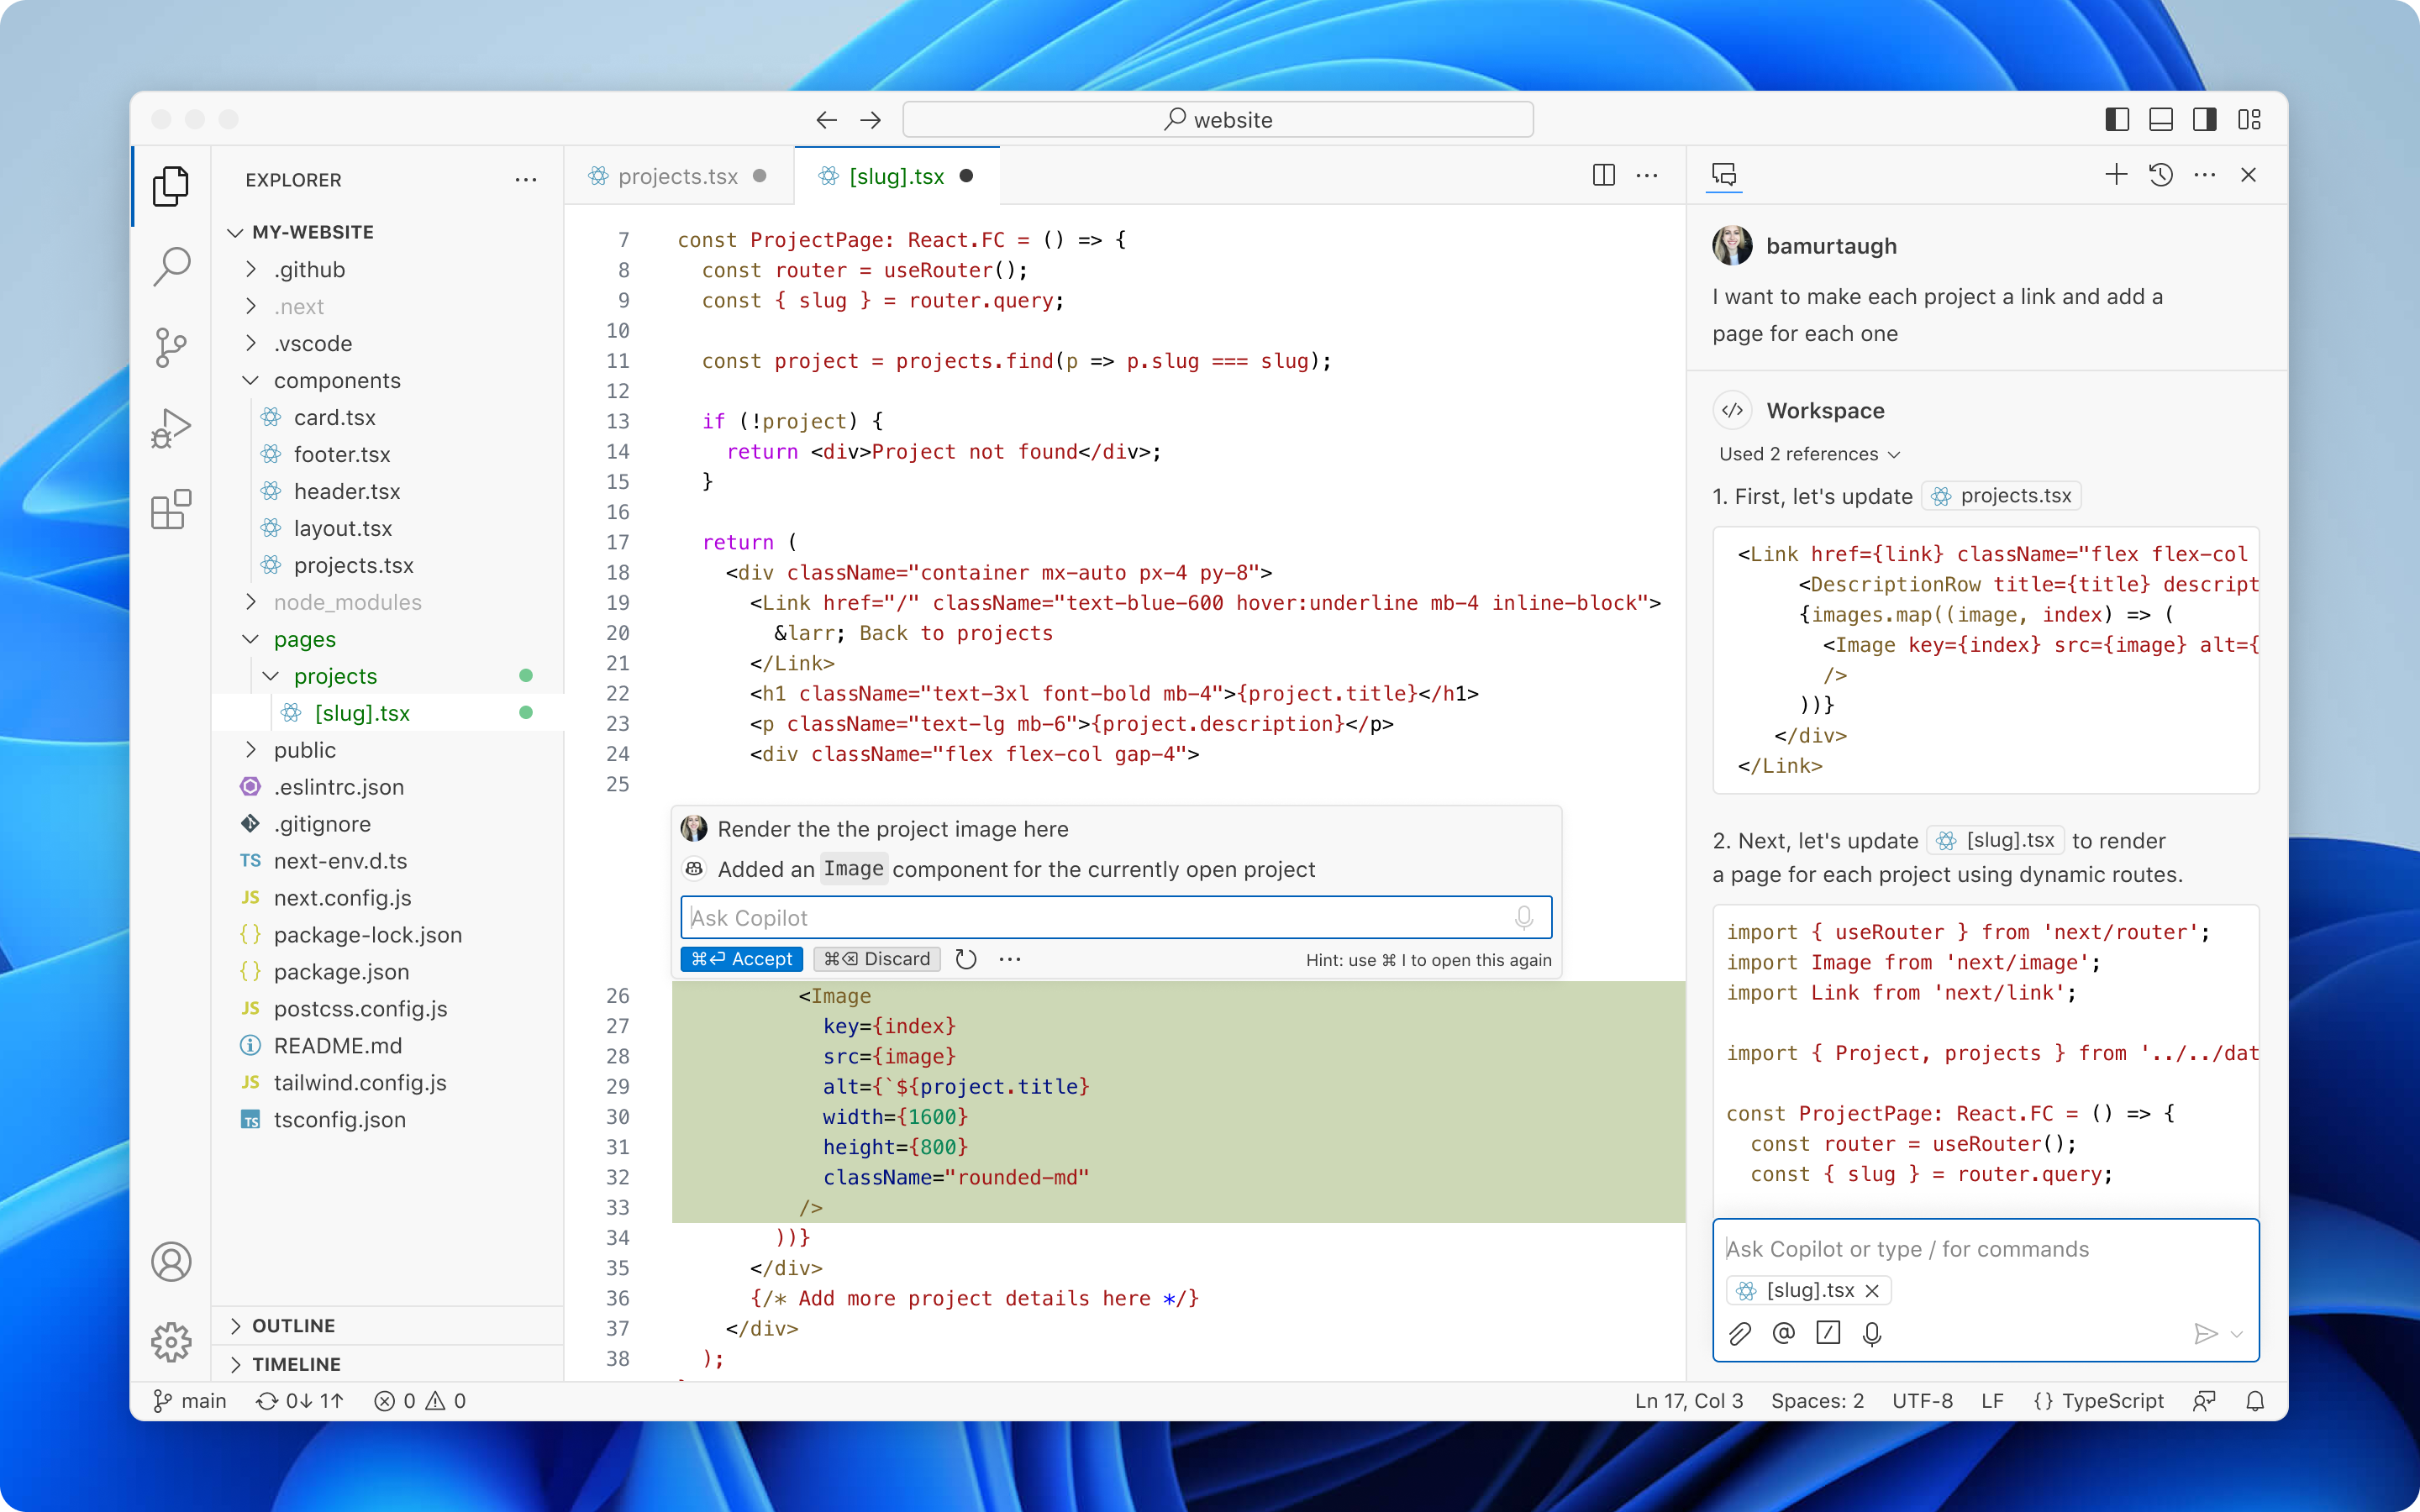 website
EXPLORER
MY-WEBSITE
.github
.next
.vscode
components
card.tsx
footer.tsx
header.tsx
layout.tsx
projects.tsx
node_modules
pages
projects
[slug].tsx
public
.eslintrc.json
.gitignore
TS next-env.d.ts
JS next.config.js
{ } package-lock.json
{ } package.json
JS postcss.config.js
README.md
JS tailwind.config.js
TS tsconfig.json
OUTLINE
TIMELINE
projects.tsx
[slug].tsx
7 const ProjectPage: React.FC = () => {
8 const router = useRouter();
9 const { slug } = router.query;
10
11 const project = projects.find(p => p.slug === slug);
12
13 if (!project) {
14 return <div>Project not found</div>;
15 }
16
17 return (
18 <div className="container mx-auto px-4 py-8">
19 <Link href="/" className="text-blue-600 hover:underline mb-4 inline-block">
20 &larr; Back to projects
21 </Link>
22 <h1 className="text-3xl font-bold mb-4">{project.title}</h1>
23 <p className="text-lg mb-6">{project.description}</p>
24 <div className="flex flex-col gap-4">
25
Render the the project image here
Added an Image component for the currently open project
Ask Copilot
⌘⏎ Accept ⌘⌫ Discard
Hint: use ⌘ I to open this again
26 <Image
27 key={index}
28 src={image}
29 alt={`${project.title}
30 width={1600}
31 height={800}
32 className="rounded-md"
33 />
34 ))}
35 </div>
36 {/* Add more project details here */}
37 </div>
38 );
bamurtaugh
I want to make each project a link and add a
page for each one
Workspace
Used 2 references
1. First, let's update projects.tsx
<Link href={link} className="flex flex-col
<DescriptionRow title={title} descript
{images.map((image, index) => (
<Image key={index} src={image} alt={
/>
))}
</div>
</Link>
2. Next, let's update [slug].tsx to render
a page for each project using dynamic routes.
import { useRouter } from 'next/router';
import Image from 'next/image';
import Link from 'next/link';
import { Project, projects } from '../../dat
const ProjectPage: React.FC = () => {
const router = useRouter();
const { slug } = router.query;
Ask Copilot or type / for commands
[slug].tsx
main 0↓ 1↑ 0 0
Ln 17, Col 3 Spaces: 2 UTF-8 LF { } TypeScript